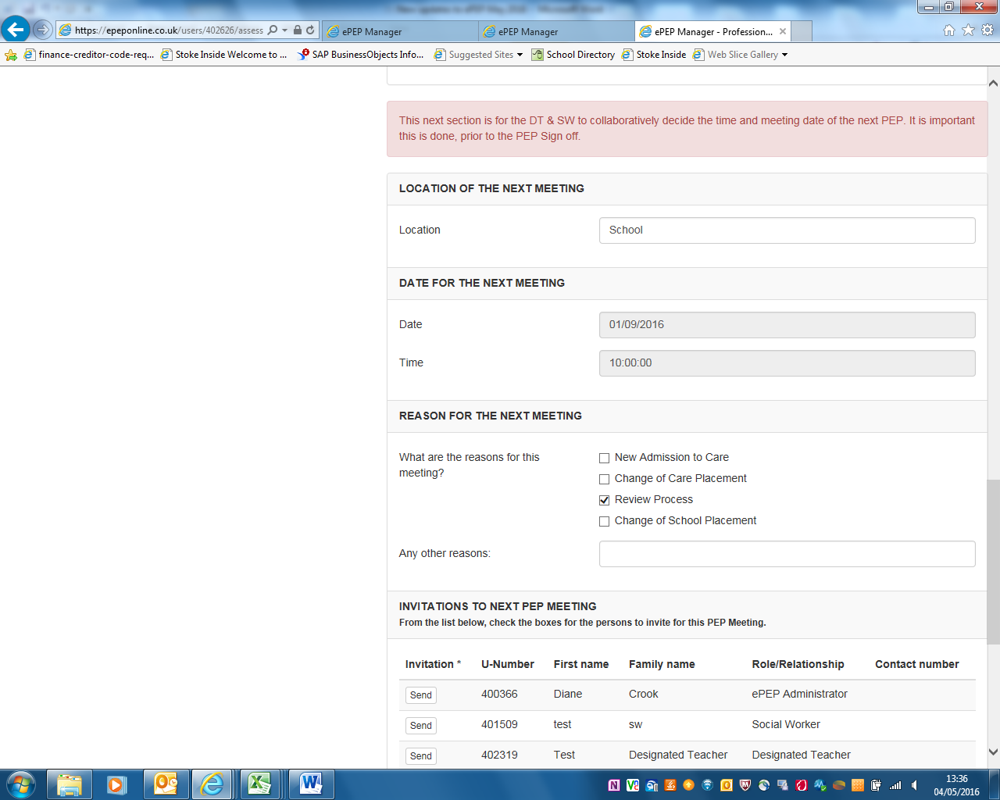 https://epeponline.co.uk/users/402626/assess
ePEP Manager
ePEP Manager
ePEP Manager - Profession...
finance-creditor-code-req...
Stoke Inside Welcome to ...
SAP BusinessObjects Info...
Suggested Sites
School Directory
Stoke Inside
Web Slice Gallery
This next section is for the DT & SW to collaboratively decide the time and meeting date of the next PEP. It is important
this is done, prior to the PEP Sign off.
LOCATION OF THE NEXT MEETING
Location
School
DATE FOR THE NEXT MEETING
Date
01/09/2016
Time
10:00:00
REASON FOR THE NEXT MEETING
What are the reasons for this
meeting?
New Admission to Care
Change of Care Placement
Review Process
Change of School Placement
Any other reasons:
INVITATIONS TO NEXT PEP MEETING
From the list below, check the boxes for the persons to invite for this PEP Meeting.
Invitation * U-Number First name Family name Role/Relationship Contact number
Send 400366 Diane Crook ePEP Administrator
Send 401509 test sw Social Worker
Send 402319 Test Designated Teacher Designated Teacher
13:36
04/05/2016